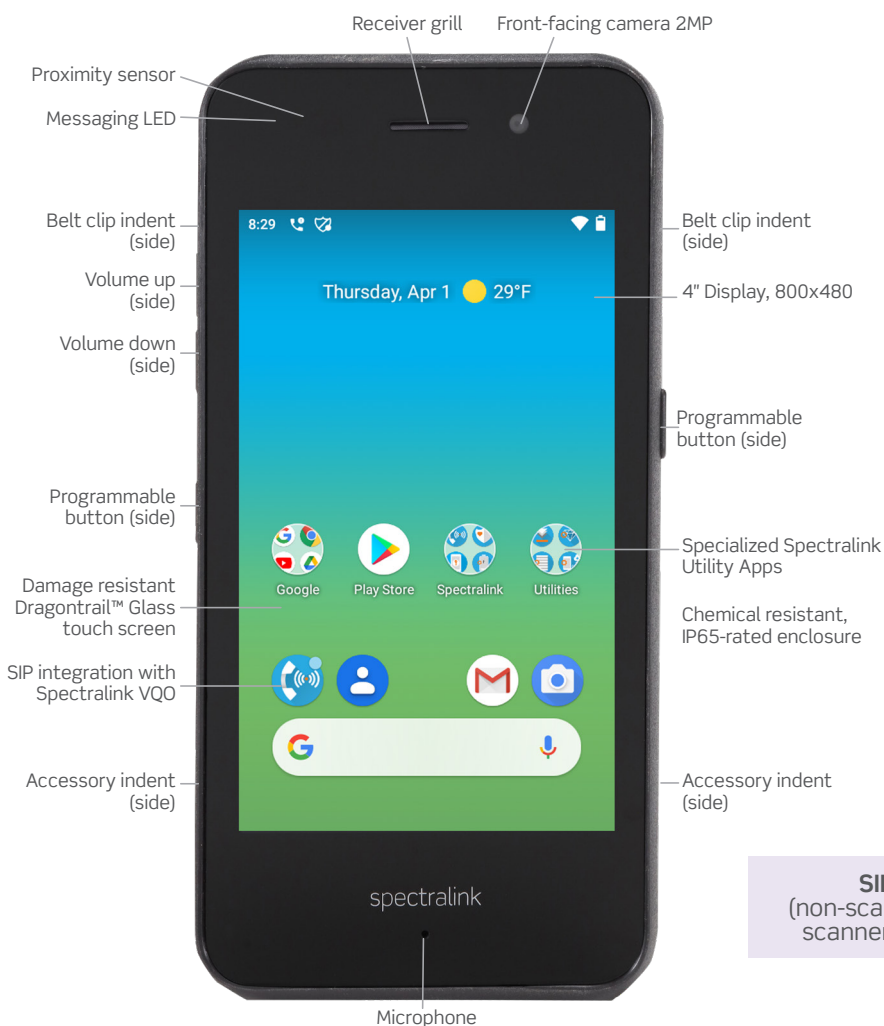 Receiver grill
Front-facing camera 2MP
Proximity sensor
Messaging LED
Belt clip indent
(side)
Belt clip indent
(side)
8:29
Volume up
(side)
Thursday, Apr 1 29°F
4" Display, 800x480
Volume down
(side)
Programmable
button (side)
Programmable
button (side)
Google
Play Store
Spectralink
Utilities
Specialized Spectralink
Utility Apps
Damage resistant
Dragontrail™ Glass
touch screen
Chemical resistant,
IP65-rated enclosure
SIP integration with
Spectralink VQO
Accessory indent
(side)
Accessory indent
(side)
spectralink
(non-sca
scanner
Microphone